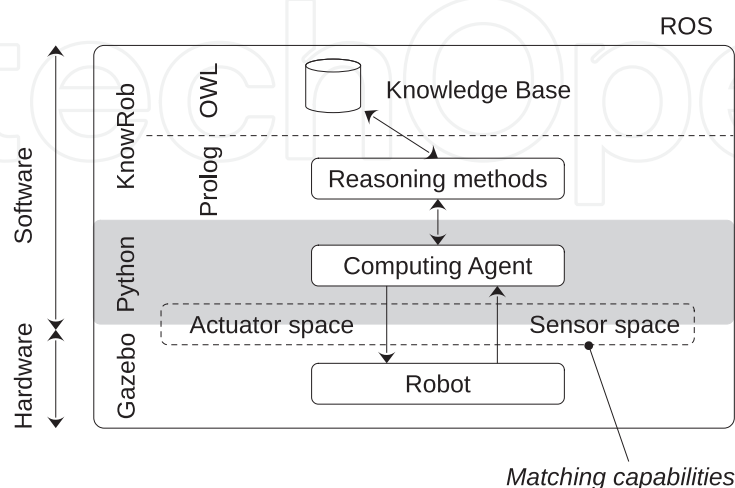 ROS
KnowRob
OWL
Knowledge Base
Software
Prolog
Reasoning methods
Python
Computing Agent
Actuator space
Sensor space
Hardware
Gazebo
Robot
Matching capabilities